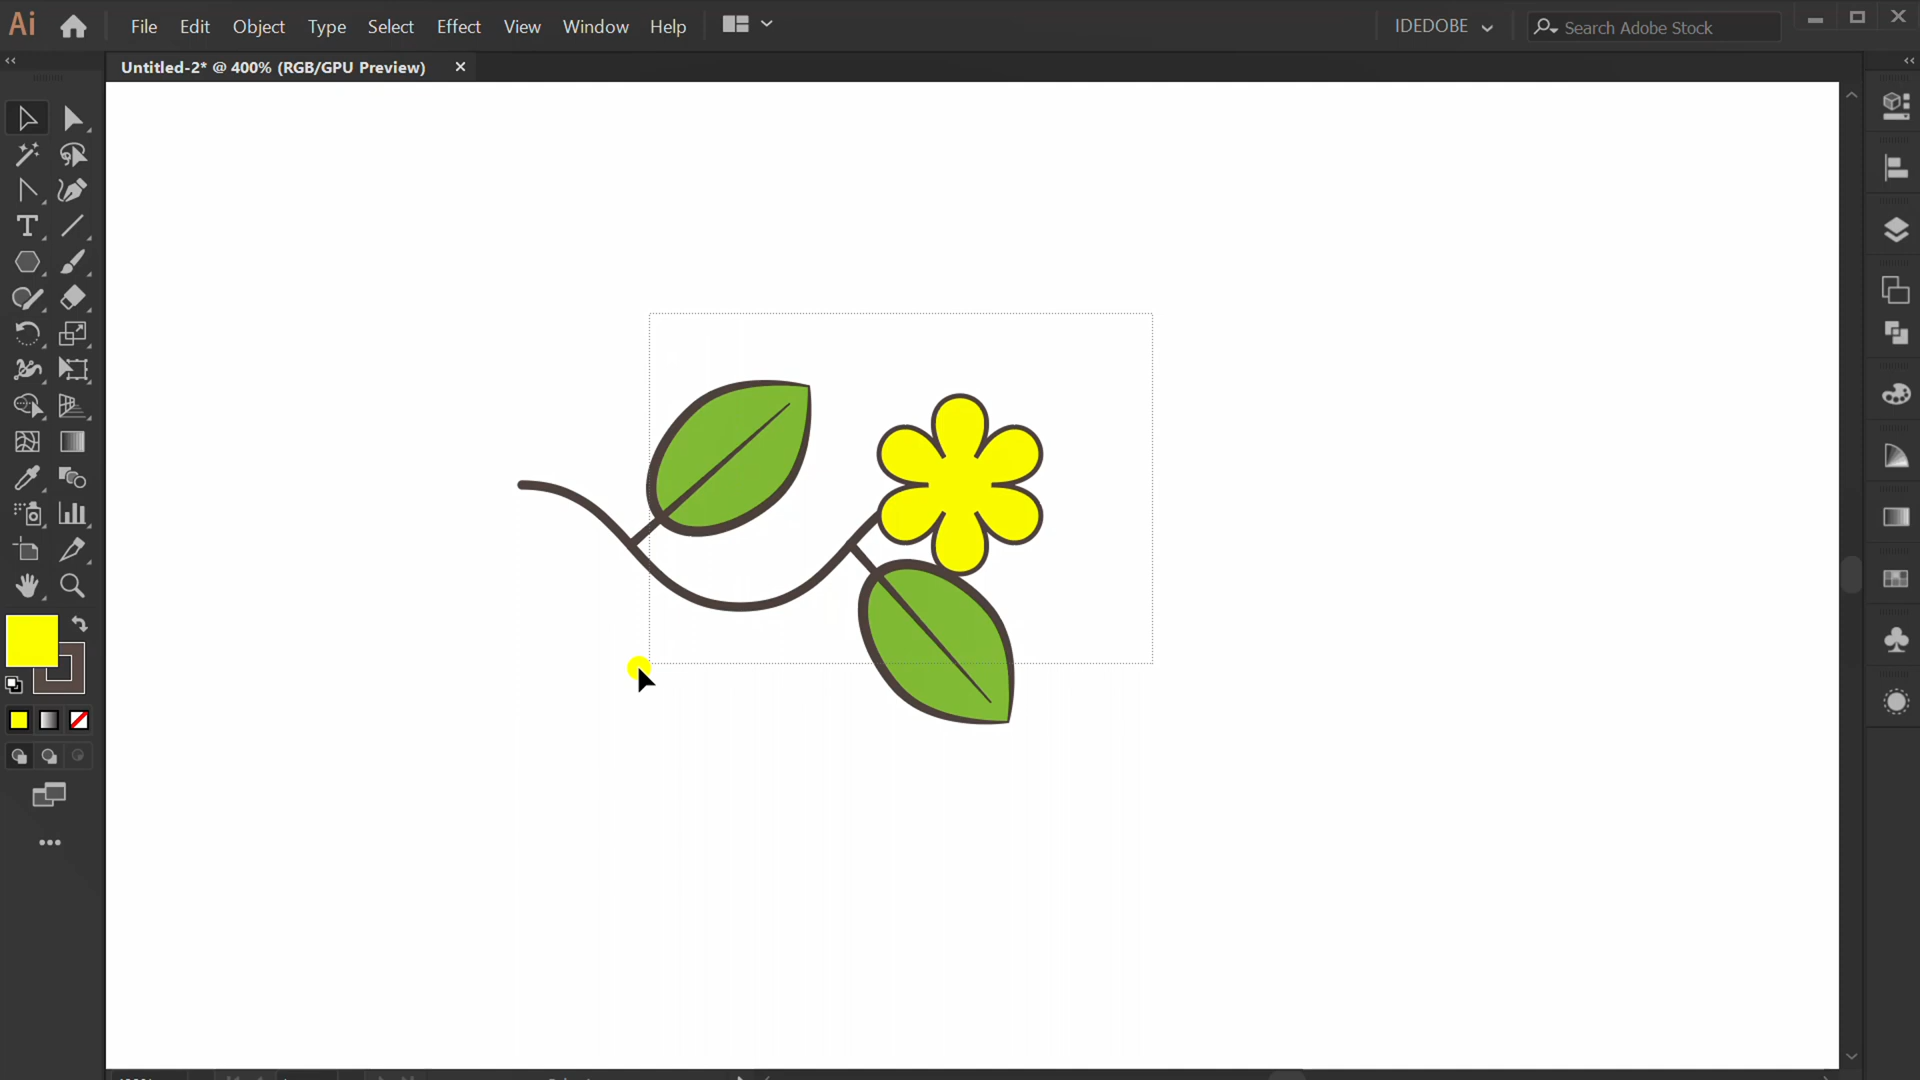 Ai File Edit Object Type Select Effect View Window Help IDEDOBE Search Adobe Stock
Untitled-2* @ 400% (RGB/GPU Preview)